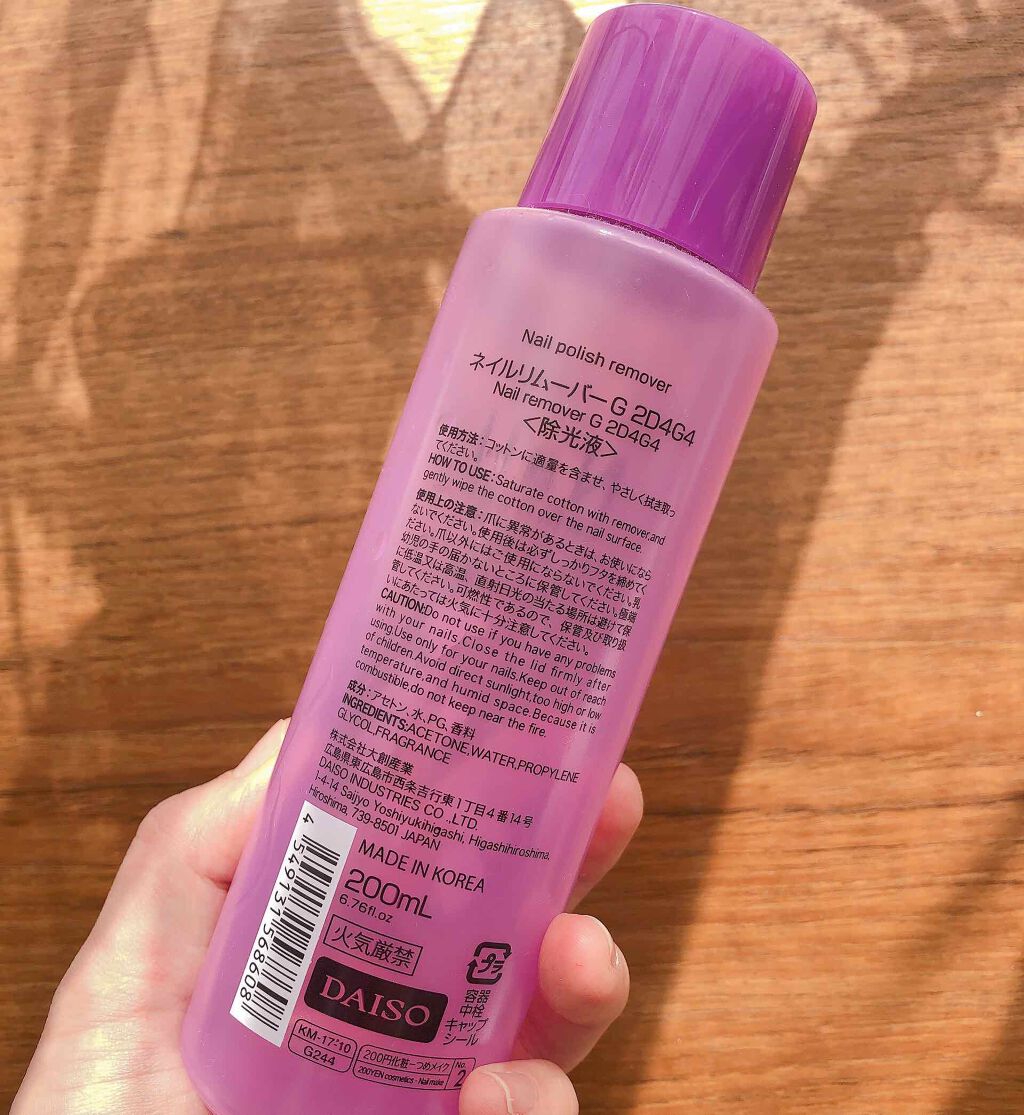 Nail polish remover
ネイルリムーバー G 2D4G4
Nail remover G 2D4G4
<除光液>
使用方法：コットンに適量を含ませ、やさしく拭き取っ
てください。
HOW TO USE：Saturate cotton with remover,and
gently wipe the cotton over the nail surface.
使用上の注意：爪に異常があるときは、お使いになら
ないでください。使用後は必ずしっかりフタを締めてく
ださい。爪以外にはご使用にならないでください。乳
幼児の手の届かないところに保管してください。極端
に低温又は高温、直射日光の当たる場所は避けて保
管してください。可燃性であるので、保管及び取り扱
いにあたっては火気に十分注意してください。
CAUTION:Do not use if you have any problems
with your nails.Close the lid firmly after
using.Use only for your nails.Keep out of reach
of children.Avoid direct sunlight,too high or low
temperature,and humid space.Because it is
combustible,do not keep near the fire.
成分：アセトン、水、PG、香料
INGREDIENTS:ACETONE,WATER,PROPYLENE
GLYCOL,FRAGRANCE
株式会社大創産業
広島県東広島市西条吉行東1丁目4番14号
DAISO INDUSTRIES CO .,LTD.
1-4-14 Saijyo Yoshiyukihigashi, Higashihiroshima,
Hiroshima, 739-8501 JAPAN
MADE IN KOREA
200mL
6.76fl.oz
火気厳禁
DAISO
4 549131 568608
プラ
容器
中栓
キャップ
シール
KM-17:10
G244
200円化粧－つめメイク
200YEN cosmetics - Nail make
No.
2